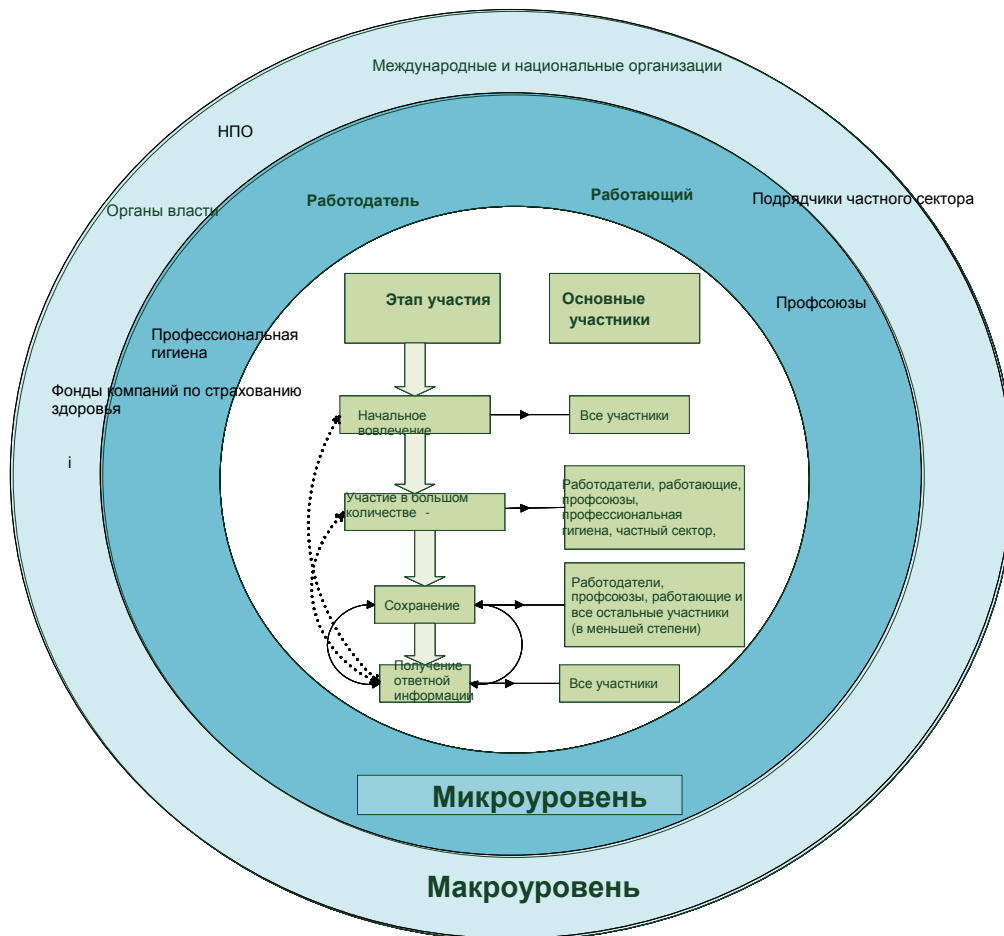 Международные и национальные организации
НПО
Органы власти
Работодатель
Работающий
Подрядчики частного сектора
Профсоюзы
Профессиональная
гигиена
Фонды компаний по страхованию
здоровья
i
Этап участия
Основные
участники
Начальное
вовлечение
Все участники
Участие в большом
количестве -
Работодатели, работающие,
профсоюзы,
профессиональная
гигиена, частный сектор,
Сохранение
Работодатели,
профсоюзы, работающие и
все остальные участники
(в меньшей степени)
Получение
ответной
информации
Все участники
Микроуровень
Макроуровень